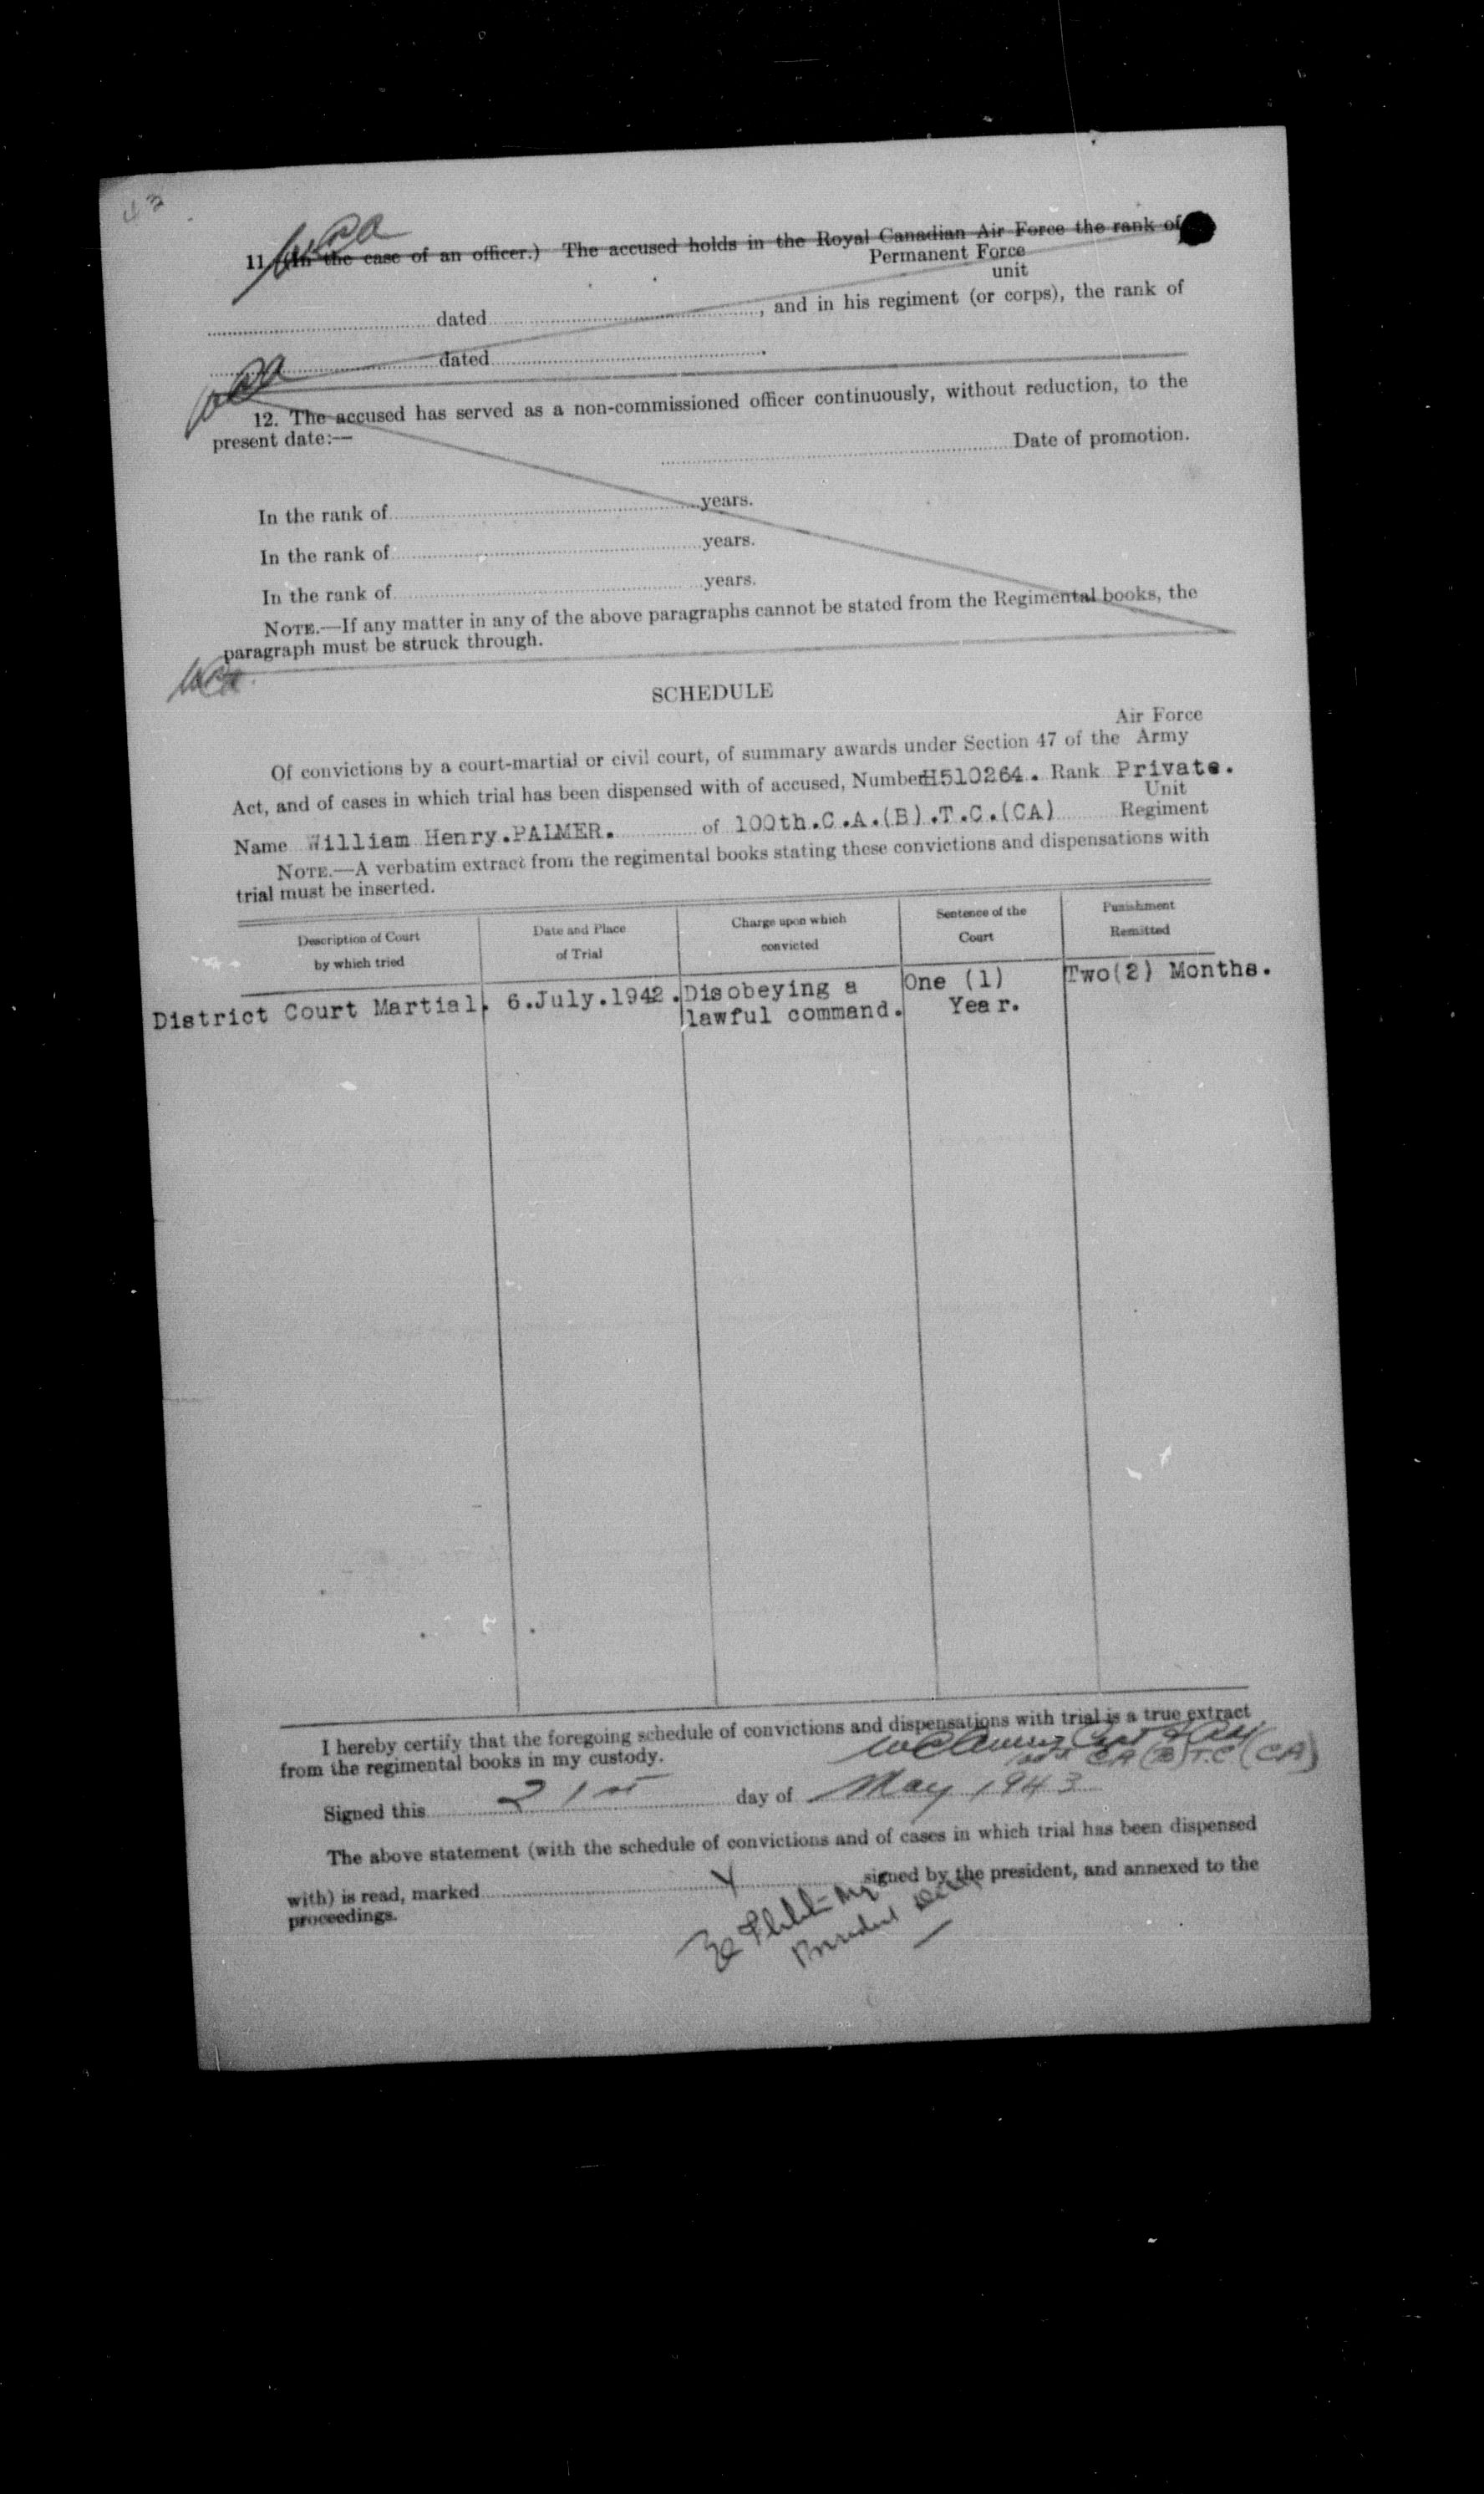 43
11. (In the case of an officer.) The accused holds in the Royal Canadian Air Force the rank of
Permanent Force
unit
dated , and in his regiment (or corps), the rank of
dated .
12. The accused has served as a non-commissioned officer continuously, without reduction, to the
present date:—
Date of promotion.
In the rank of years.
In the rank of years.
In the rank of years.
NOTE.—If any matter in any of the above paragraphs cannot be stated from the Regimental books, the
paragraph must be struck through.
SCHEDULE
Air Force
Of convictions by a court-martial or civil court, of summary awards under Section 47 of the Army
Act, and of cases in which trial has been dispensed with of accused, Number H510264. Rank Private.
Unit
Name William Henry.PALMER. of 100th.C.A.(B).T.C.(CA) Regiment
NOTE.—A verbatim extract from the regimental books stating these convictions and dispensations with
trial must be inserted.
Description of Court by which tried
Date and Place of Trial
Charge upon which convicted
Sentence of the Court
Punishment Remitted
District Court Martial. 6.July.1942. Disobeying a One (1) Two(2) Months.
lawful command. Year.
I hereby certify that the foregoing schedule of convictions and dispensations with trial is a true extract
from the regimental books in my custody.
CA (B) T.C (CA)
Signed this 21st day of May 1943
The above statement (with the schedule of convictions and of cases in which trial has been dispensed
with) is read, marked Y signed by the president, and annexed to the
proceedings.
President